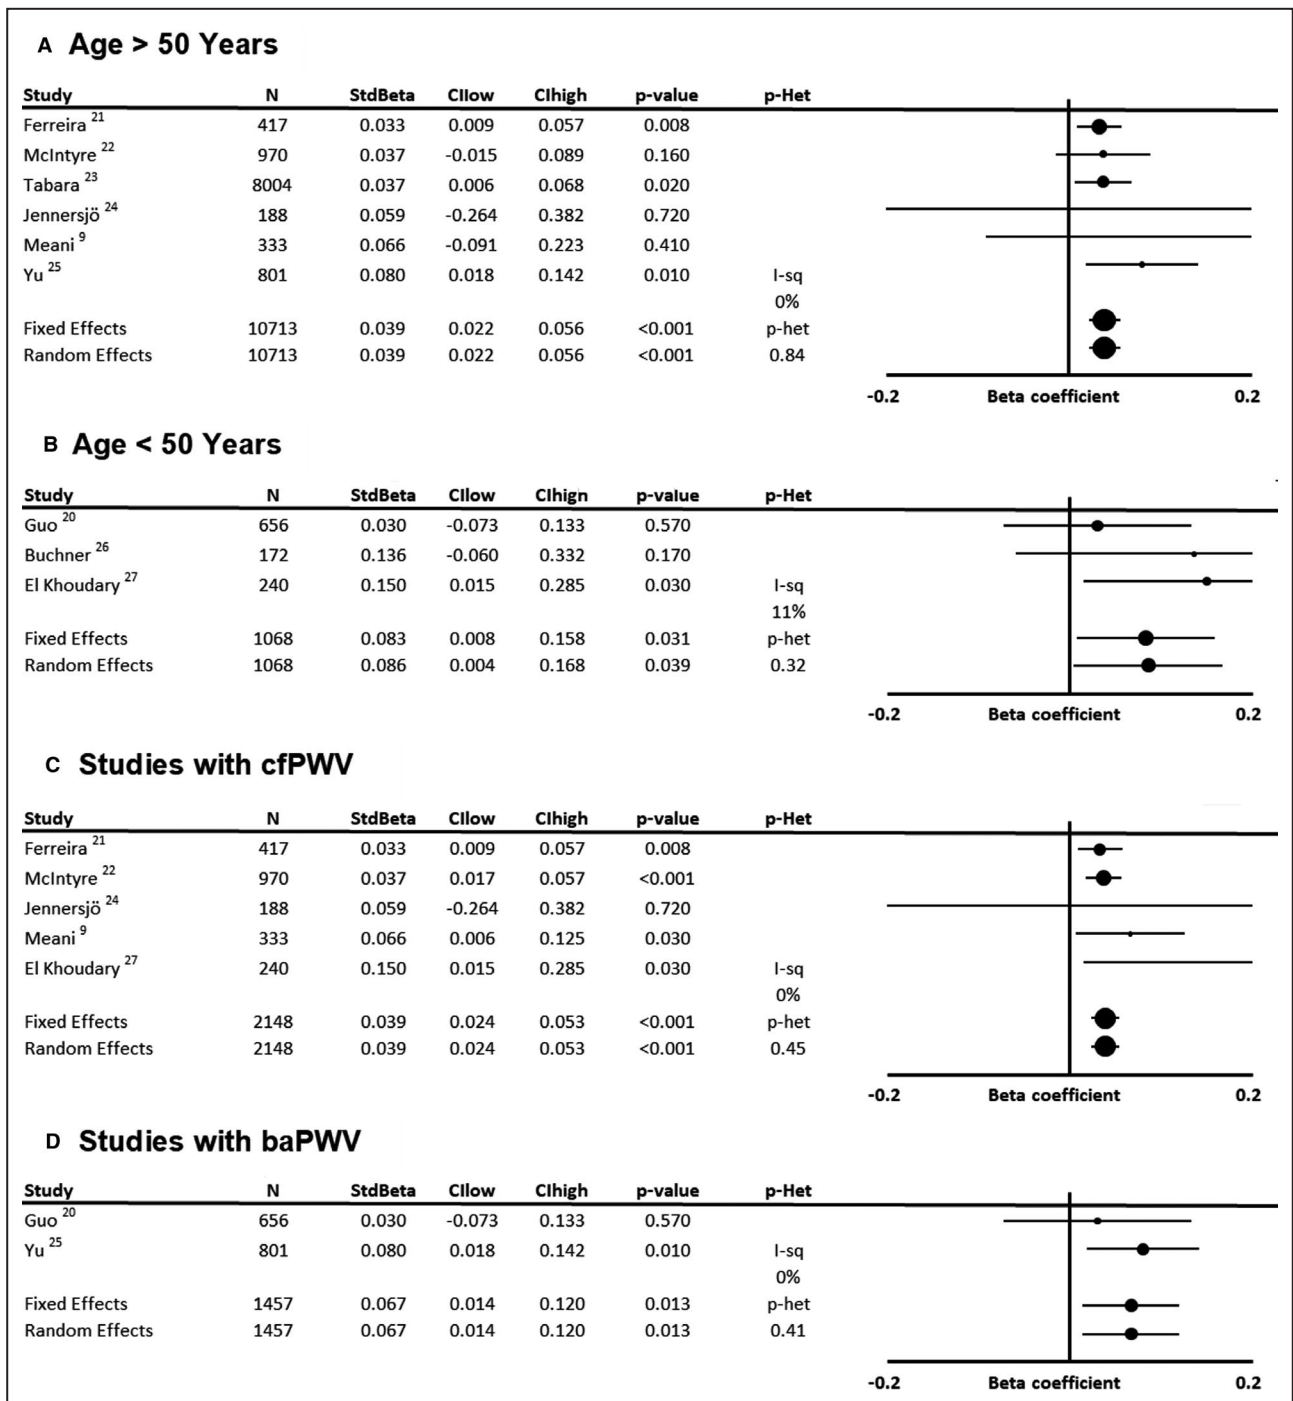 A Age > 50 Years
Study N StdBeta CIlow CIhigh p-value p-Het
Ferreira 21 417 0.033 0.009 0.057 0.008
McIntyre 22 970 0.037 -0.015 0.089 0.160
Tabara 23 8004 0.037 0.006 0.068 0.020
Jennersjö 24 188 0.059 -0.264 0.382 0.720
Meani 9 333 0.066 -0.091 0.223 0.410
Yu 25 801 0.080 0.018 0.142 0.010 I-sq
0%
Fixed Effects 10713 0.039 0.022 0.056 <0.001 p-het
Random Effects 10713 0.039 0.022 0.056 <0.001 0.84
-0.2 Beta coefficient 0.2
B Age < 50 Years
Study N StdBeta CIlow CIhign p-value p-Het
Guo 20 656 0.030 -0.073 0.133 0.570
Buchner 26 172 0.136 -0.060 0.332 0.170
El Khoudary 27 240 0.150 0.015 0.285 0.030 I-sq
11%
Fixed Effects 1068 0.083 0.008 0.158 0.031 p-het
Random Effects 1068 0.086 0.004 0.168 0.039 0.32
-0.2 Beta coefficient 0.2
C Studies with cfPWV
Study N StdBeta CIlow CIhigh p-value p-Het
Ferreira 21 417 0.033 0.009 0.057 0.008
McIntyre 22 970 0.037 0.017 0.057 <0.001
Jennersjö 24 188 0.059 -0.264 0.382 0.720
Meani 9 333 0.066 0.006 0.125 0.030
El Khoudary 27 240 0.150 0.015 0.285 0.030 I-sq
0%
Fixed Effects 2148 0.039 0.024 0.053 <0.001 p-het
Random Effects 2148 0.039 0.024 0.053 <0.001 0.45
-0.2 Beta coefficient 0.2
D Studies with baPWV
Study N StdBeta CIlow CIhigh p-value p-Het
Guo 20 656 0.030 -0.073 0.133 0.570
Yu 25 801 0.080 0.018 0.142 0.010 I-sq
0%
Fixed Effects 1457 0.067 0.014 0.120 0.013 p-het
Random Effects 1457 0.067 0.014 0.120 0.013 0.41
-0.2 Beta coefficient 0.2